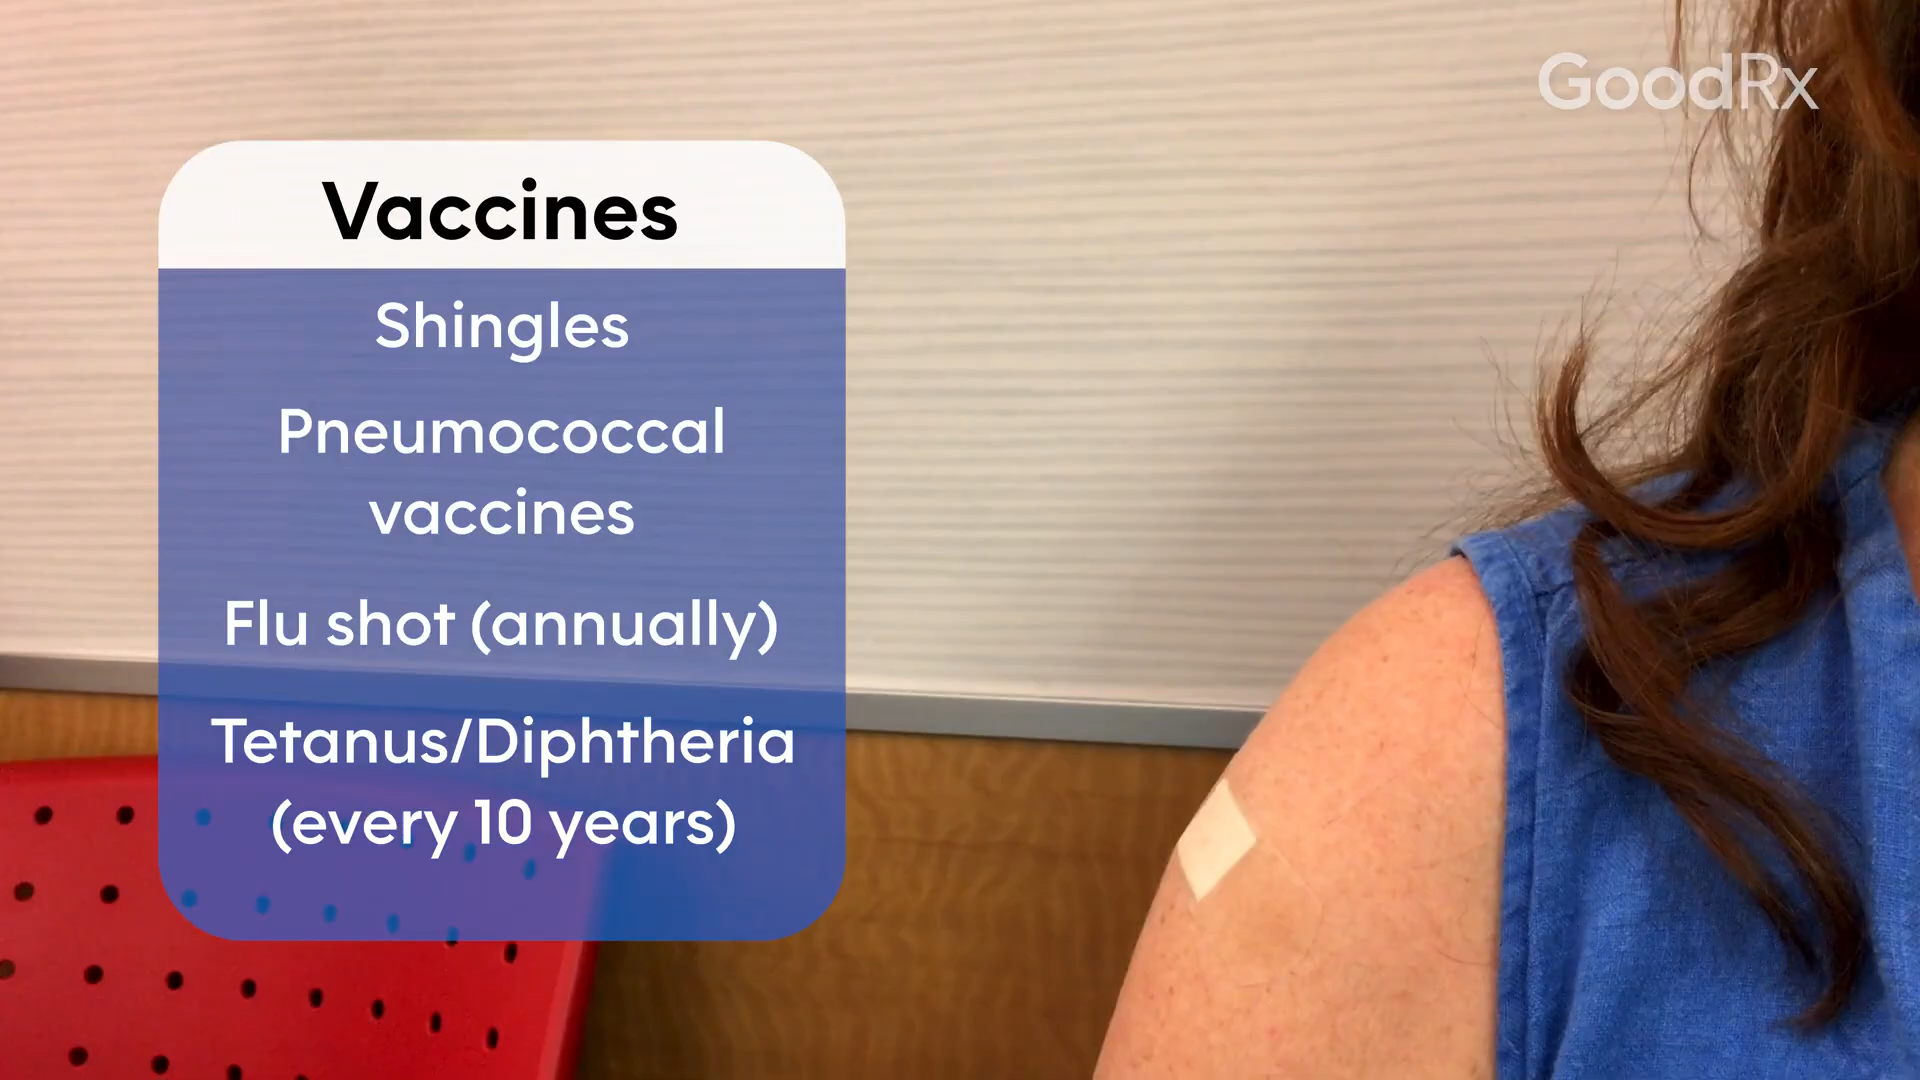 GoodRx
Vaccines
Shingles
Pneumococcal
vaccines
Flu shot (annually)
Tetanus/Diphtheria
(every 10 years)